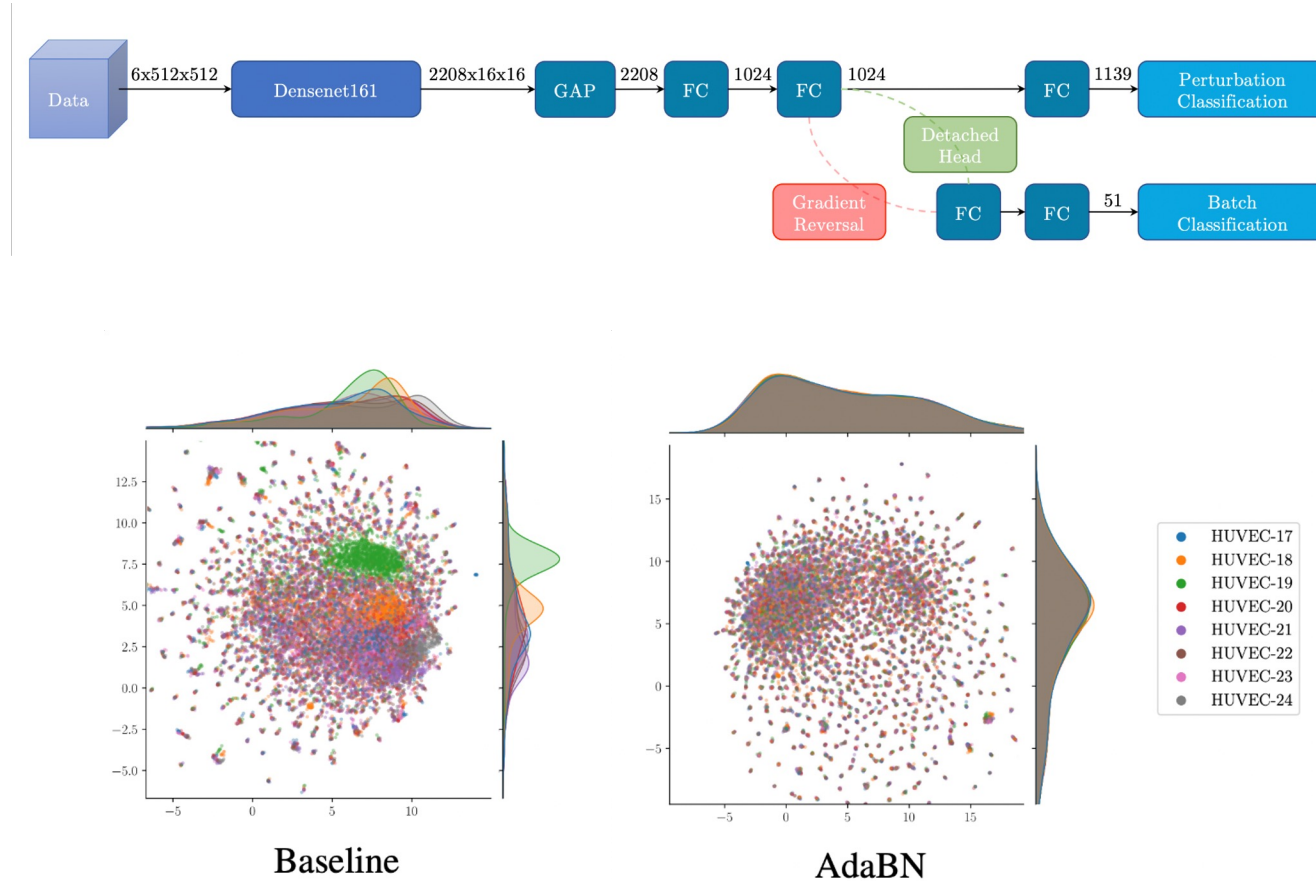 Data
6x512x512
Densenet161
2208x16x16
GAP
2208
FC
1024
FC
1024
FC
1139
Perturbation
Classification
Detached
Head
Gradient
Reversal
FC
FC
51
Batch
Classification
12.5
10.0
7.5
5.0
2.5
0.0
−2.5
−5.0
−5
0
5
10
Baseline
15
10
5
0
−5
−5
0
5
10
15
AdaBN
HUVEC-17
HUVEC-18
HUVEC-19
HUVEC-20
HUVEC-21
HUVEC-22
HUVEC-23
HUVEC-24